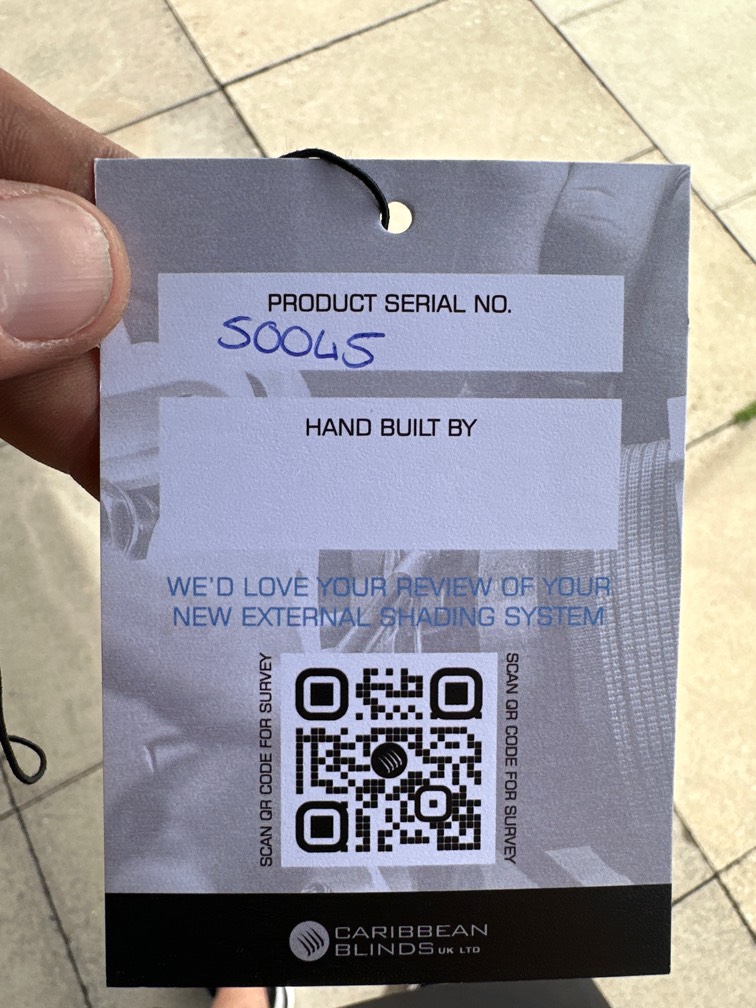 PRODUCT SERIAL NO.
50045
HAND BUILT BY
WE'D LOVE YOUR REVIEW OF YOUR
NEW EXTERNAL SHADING SYSTEM
SCAN QR CODE FOR SURVEY
SCAN QR CODE FOR SURVEY
CARIBBEAN
BLINDS UK LTD